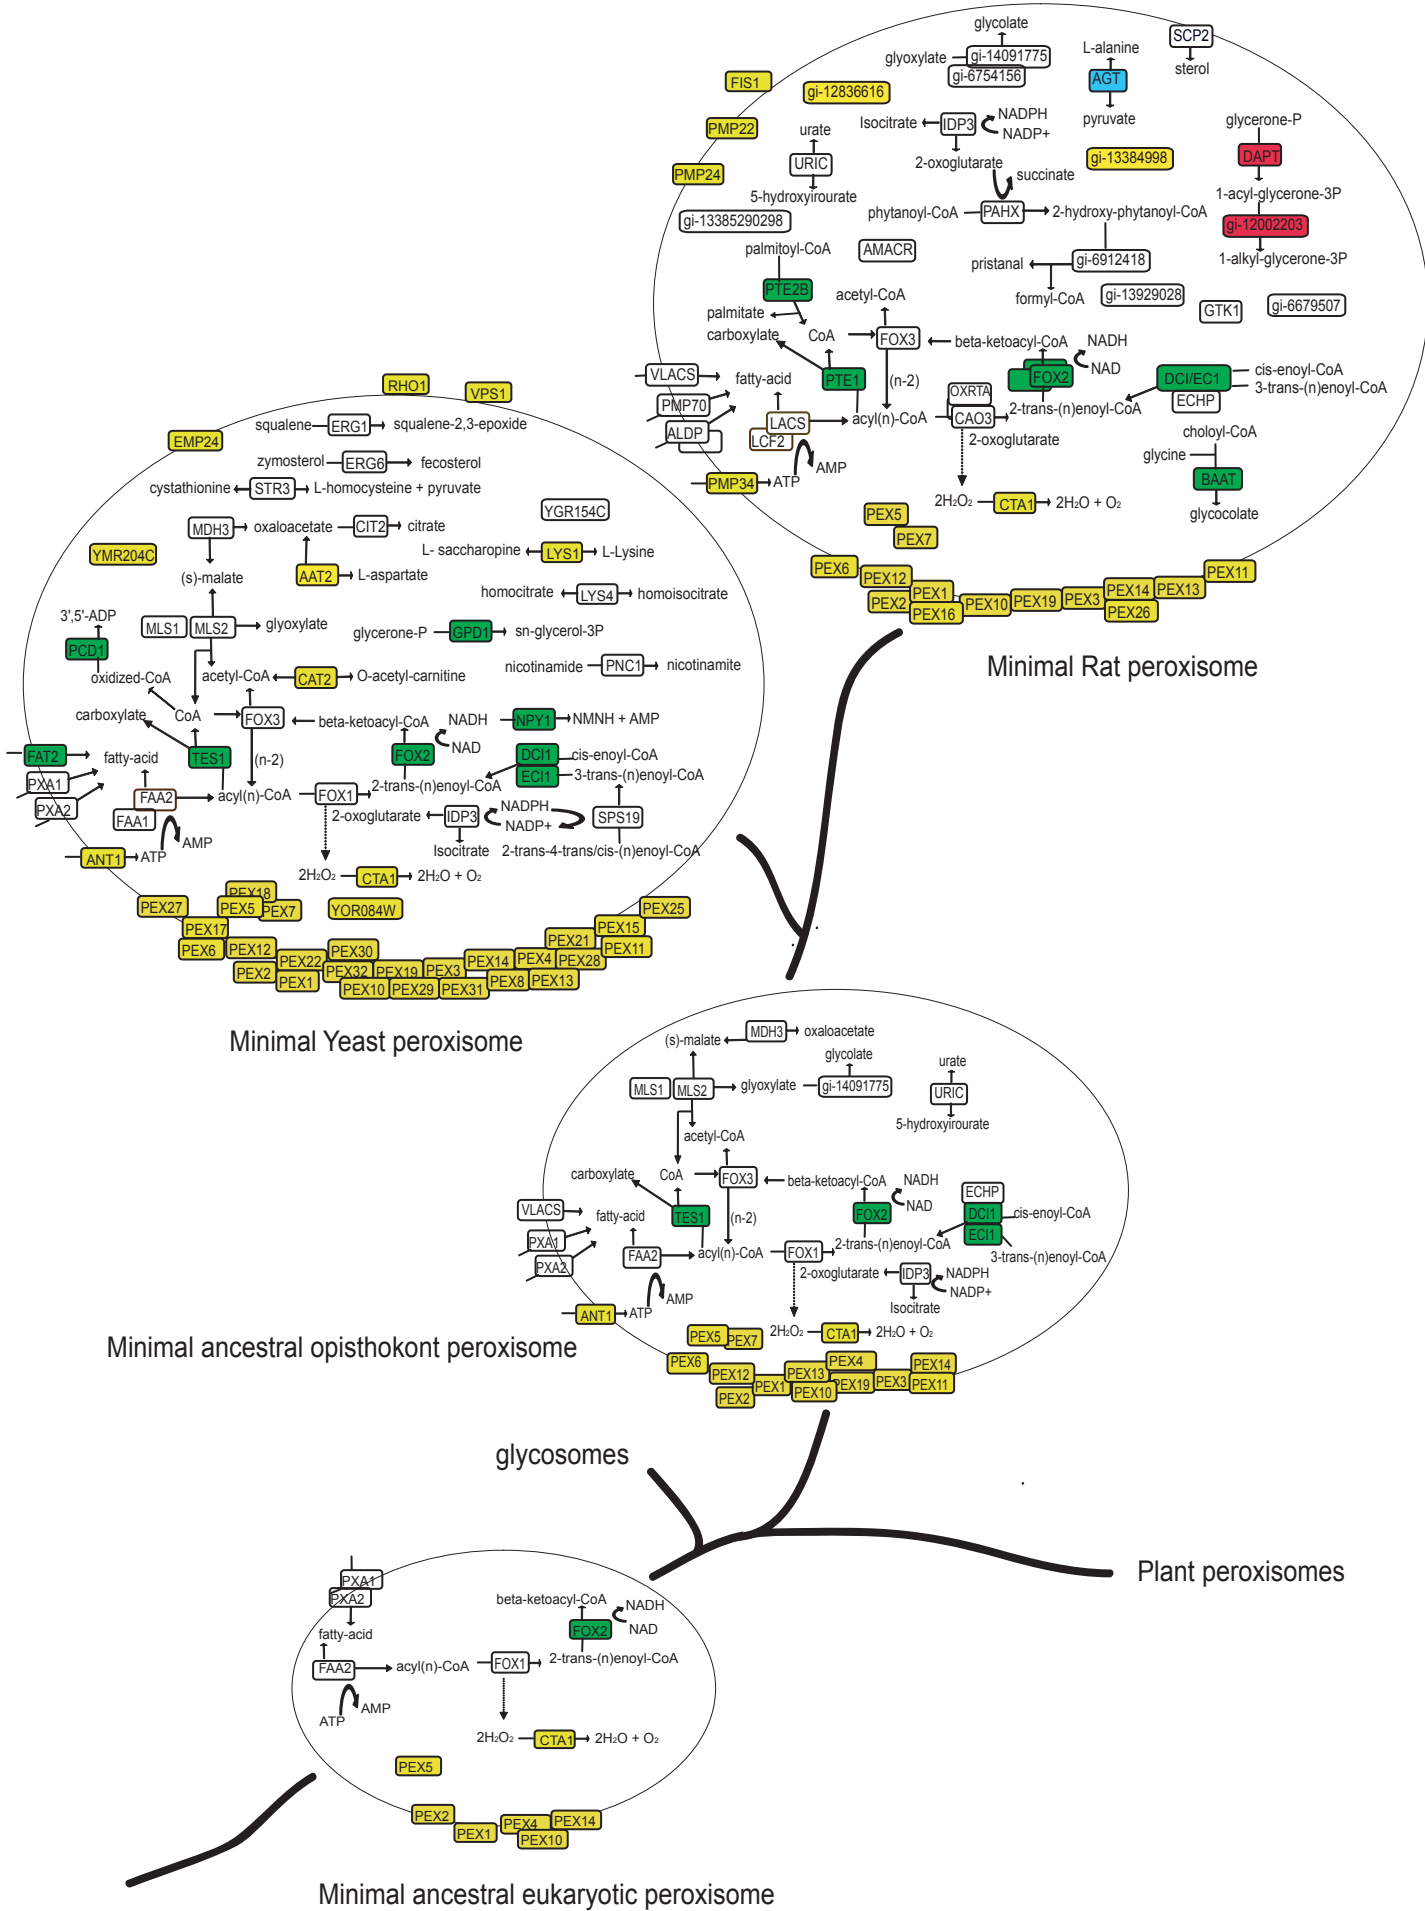 glycolate
glyoxylate
gi-14091775
gi-6754156
SCP2
sterol
L-alanine
AGT
pyruvate
FIS1
gi-12836616
PMP22
Isocitrate
IDP3
NADPH
NADP+
2-oxoglutarate
succinate
urate
URIC
5-hydroxyirourate
glycerone-P
DAPT
1-acyl-glycerone-3P
gi-12002203
1-alkyl-glycerone-3P
gi-13384998
PMP24
gi-13385290298
phytanoyl-CoA
PAHX
2-hydroxy-phytanoyl-CoA
palmitoyl-CoA
AMACR
pristanal
gi-6912418
formyl-CoA
gi-13929028
GTK1
gi-6679507
PTE2B
acetyl-CoA
palmitate
carboxylate
CoA
FOX3
beta-ketoacyl-CoA
NADH
NAD
VLACS
fatty-acid
PTE1
(n-2)
FOX2
DCI/EC1
cis-enoyl-CoA
3-trans-(n)enoyl-CoA
ECHP
PMP70
OXRTA
ALDP
LACS
LCF2
acyl(n)-CoA
CAO3
2-trans-(n)enoyl-CoA
2-oxoglutarate
choloyl-CoA
glycine
BAAT
glycocolate
PMP34
ATP
AMP
2H2O2
CTA1
2H2O + O2
PEX5
PEX7
PEX6
PEX12
PEX2
PEX1
PEX16
PEX10
PEX19
PEX3
PEX14
PEX26
PEX13
PEX11
Minimal Rat peroxisome
RHO1
VPS1
EMP24
squalene
ERG1
squalene-2,3-epoxide
zymosterol
ERG6
fecosterol
cystathionine
STR3
L-homocysteine + pyruvate
YGR154C
MDH3
oxaloacetate
CIT2
citrate
YMR204C
L- saccharopine
LYS1
L-Lysine
(s)-malate
AAT2
L-aspartate
homocitrate
LYS4
homoisocitrate
3',5'-ADP
PCD1
MLS1
MLS2
glyoxylate
glycerone-P
GPD1
sn-glycerol-3P
oxidized-CoA
acetyl-CoA
CAT2
O-acetyl-carnitine
nicotinamide
PNC1
nicotinamite
carboxylate
CoA
FOX3
beta-ketoacyl-CoA
NADH
NAD
NPY1
NMNH + AMP
FAT2
fatty-acid
TES1
(n-2)
FOX2
DCI1
cis-enoyl-CoA
ECI1
3-trans-(n)enoyl-CoA
PXA1
PXA2
FAA2
FAA1
acyl(n)-CoA
FOX1
2-trans-(n)enoyl-CoA
2-oxoglutarate
IDP3
NADPH
NADP+
SPS19
Isocitrate
2-trans-4-trans/cis-(n)enoyl-CoA
ANT1
ATP
AMP
2H2O2
CTA1
2H2O + O2
PEX27
PEX18
PEX5
PEX7
YOR084W
PEX17
PEX6
PEX12
PEX2
PEX22
PEX1
PEX30
PEX32
PEX10
PEX19
PEX29
PEX3
PEX31
PEX14
PEX8
PEX4
PEX13
PEX21
PEX28
PEX15
PEX11
PEX25
Minimal Yeast peroxisome
(s)-malate
MDH3
oxaloacetate
glycolate
MLS1
MLS2
glyoxylate
gi-14091775
urate
URIC
5-hydroxyirourate
acetyl-CoA
carboxylate
CoA
FOX3
beta-ketoacyl-CoA
NADH
NAD
VLACS
fatty-acid
TES1
(n-2)
FOX2
ECHP
DCI1
cis-enoyl-CoA
ECI1
3-trans-(n)enoyl-CoA
PXA1
PXA2
FAA2
acyl(n)-CoA
FOX1
2-trans-(n)enoyl-CoA
2-oxoglutarate
IDP3
NADPH
NADP+
Isocitrate
ANT1
ATP
AMP
2H2O2
CTA1
2H2O + O2
PEX5
PEX7
PEX6
PEX12
PEX2
PEX1
PEX13
PEX10
PEX4
PEX19
PEX3
PEX14
PEX11
Minimal ancestral opisthokont peroxisome
glycosomes
Plant peroxisomes
PXA1
PXA2
fatty-acid
FAA2
acyl(n)-CoA
FOX1
beta-ketoacyl-CoA
NADH
NAD
FOX2
2-trans-(n)enoyl-CoA
ATP
AMP
2H2O2
CTA1
2H2O + O2
PEX5
PEX2
PEX1
PEX4
PEX10
PEX14
Minimal ancestral eukaryotic peroxisome